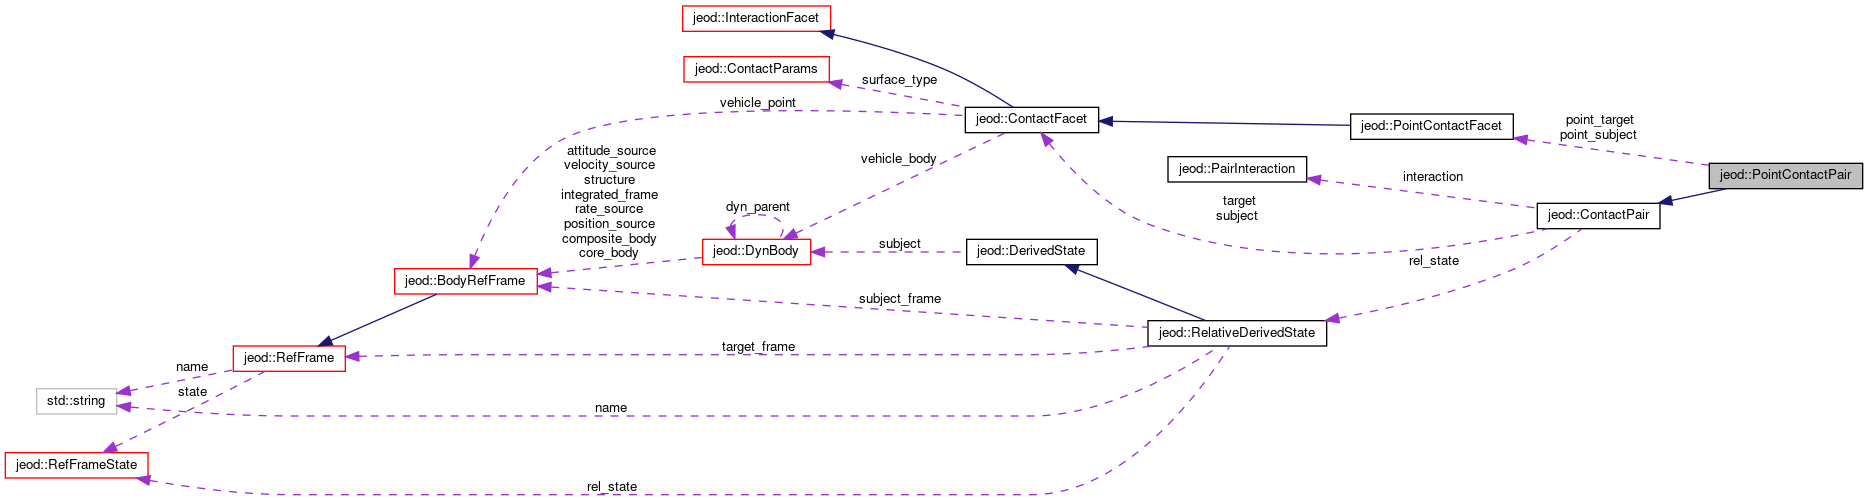 jeod::InteractionFacet
jeod::ContactParams
surface_type
vehicle_point
jeod::ContactFacet
jeod::PointContactFacet
point_target
point_subject
attitude_source
velocity_source
structure
integrated_frame
rate_source
position_source
composite_body
core_body
vehicle_body
jeod::PairInteraction
interaction
jeod::PointContactPair
dyn_parent
target
subject
jeod::ContactPair
jeod::DynBody
subject
jeod::DerivedState
rel_state
jeod::BodyRefFrame
subject_frame
jeod::RelativeDerivedState
jeod::RefFrame
target_frame
name
state
std::string
name
jeod::RefFrameState
rel_state